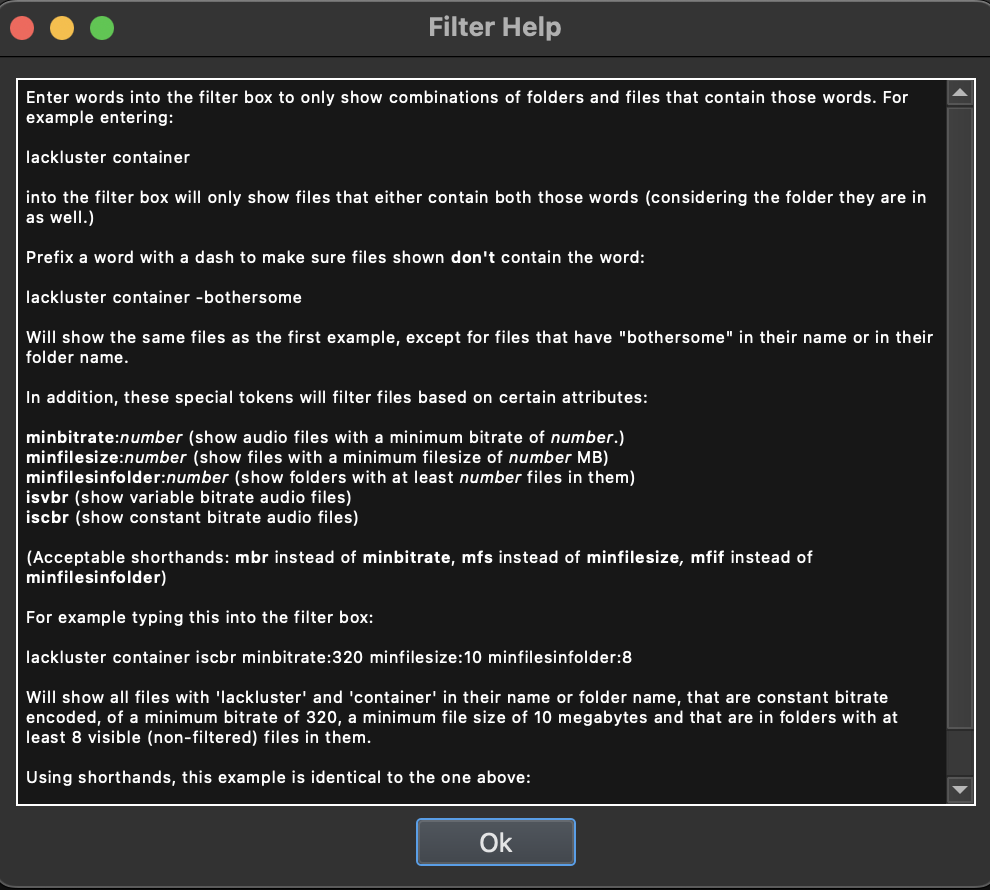 Filter Help
Enter words into the filter box to only show combinations of folders and files that contain those words. For
example entering:
lackluster container
into the filter box will only show files that either contain both those words (considering the folder they are in
as well.)
Prefix a word with a dash to make sure files shown don't contain the word:
lackluster container -bothersome
Will show the same files as the first example, except for files that have "bothersome" in their name or in their
folder name.
In addition, these special tokens will filter files based on certain attributes:
minbitrate:number (show audio files with a minimum bitrate of number.)
minfilesize:number (show files with a minimum filesize of number MB)
minfilesinfolder:number (show folders with at least number files in them)
isvbr (show variable bitrate audio files)
iscbr (show constant bitrate audio files)
(Acceptable shorthands: mbr instead of minbitrate, mfs instead of minfilesize, mfif instead of
minfilesinfolder)
For example typing this into the filter box:
lackluster container iscbr minbitrate:320 minfilesize:10 minfilesinfolder:8
Will show all files with 'lackluster' and 'container' in their name or folder name, that are constant bitrate
encoded, of a minimum bitrate of 320, a minimum file size of 10 megabytes and that are in folders with at
least 8 visible (non-filtered) files in them.
Using shorthands, this example is identical to the one above:
Ok